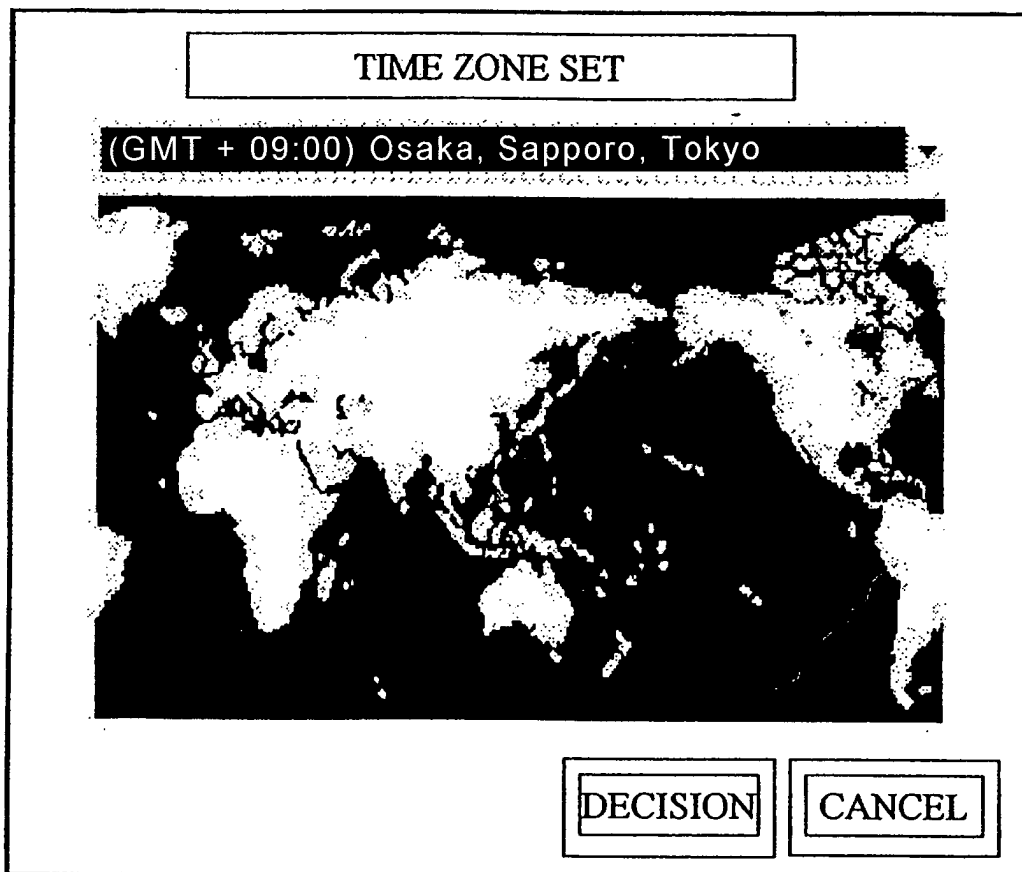 TIME ZONE SET
(GMT + 09:00) Osaka, Sapporo, Tokyo
DECISION
CANCEL